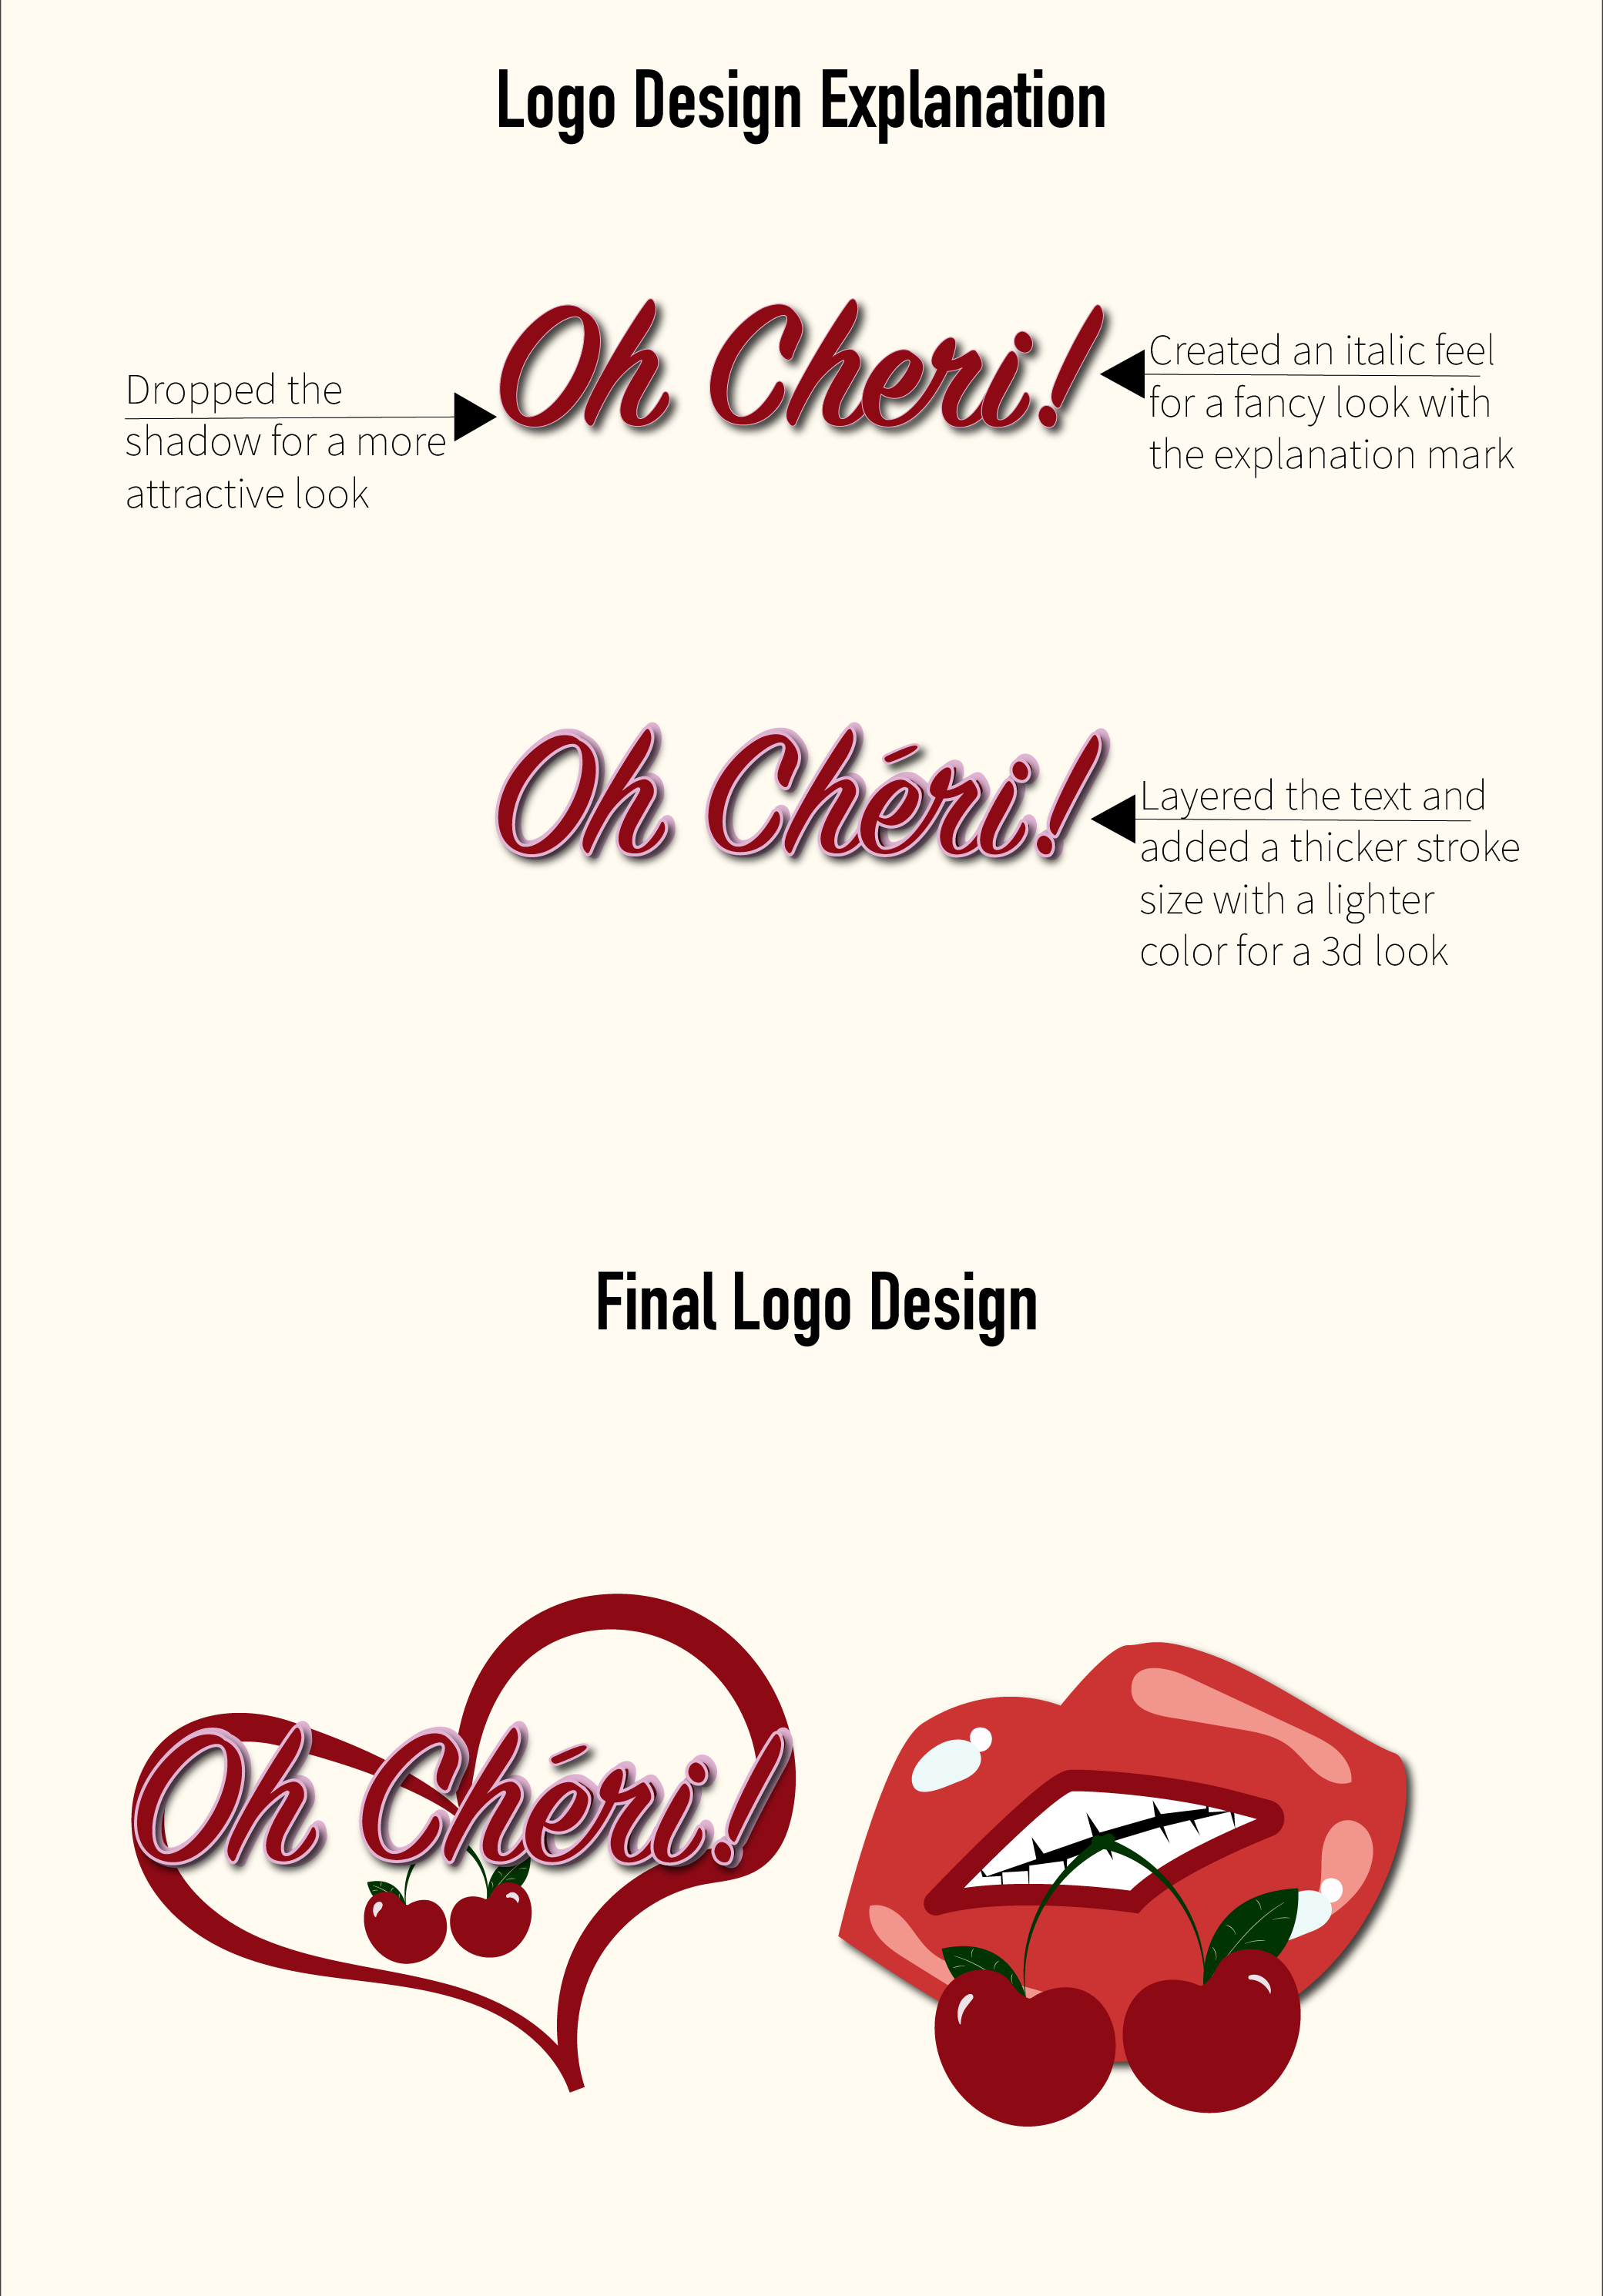 Logo Design Explanation
Oh Cheri!
Dropped the
shadow for a more
attractive look
Created an italic feel
for a fancy look with
the explanation mark
Oh Chéri!
Layered the text and
added a thicker stroke
size with a lighter
color for a 3d look
Final Logo Design
Oh Chéri!